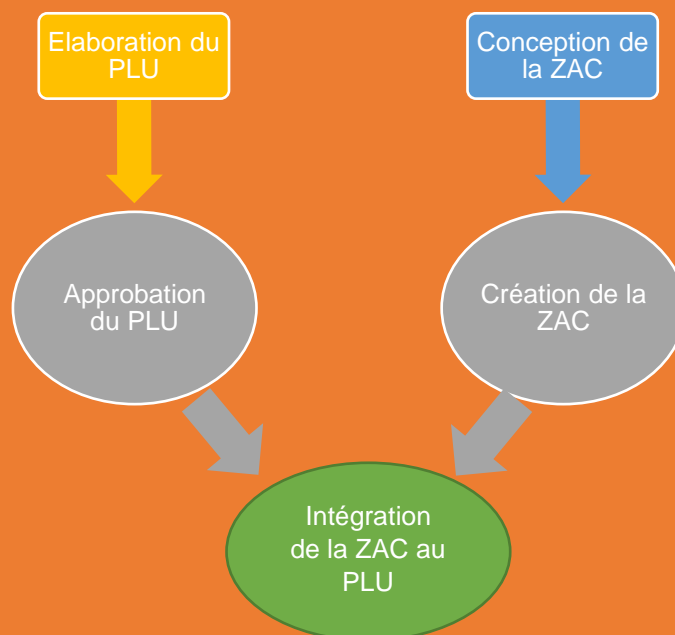 Elaboration du
PLU
Conception de
la ZAC
Approbation
du PLU
Création de la
ZAC
Intégration
de la ZAC au
PLU